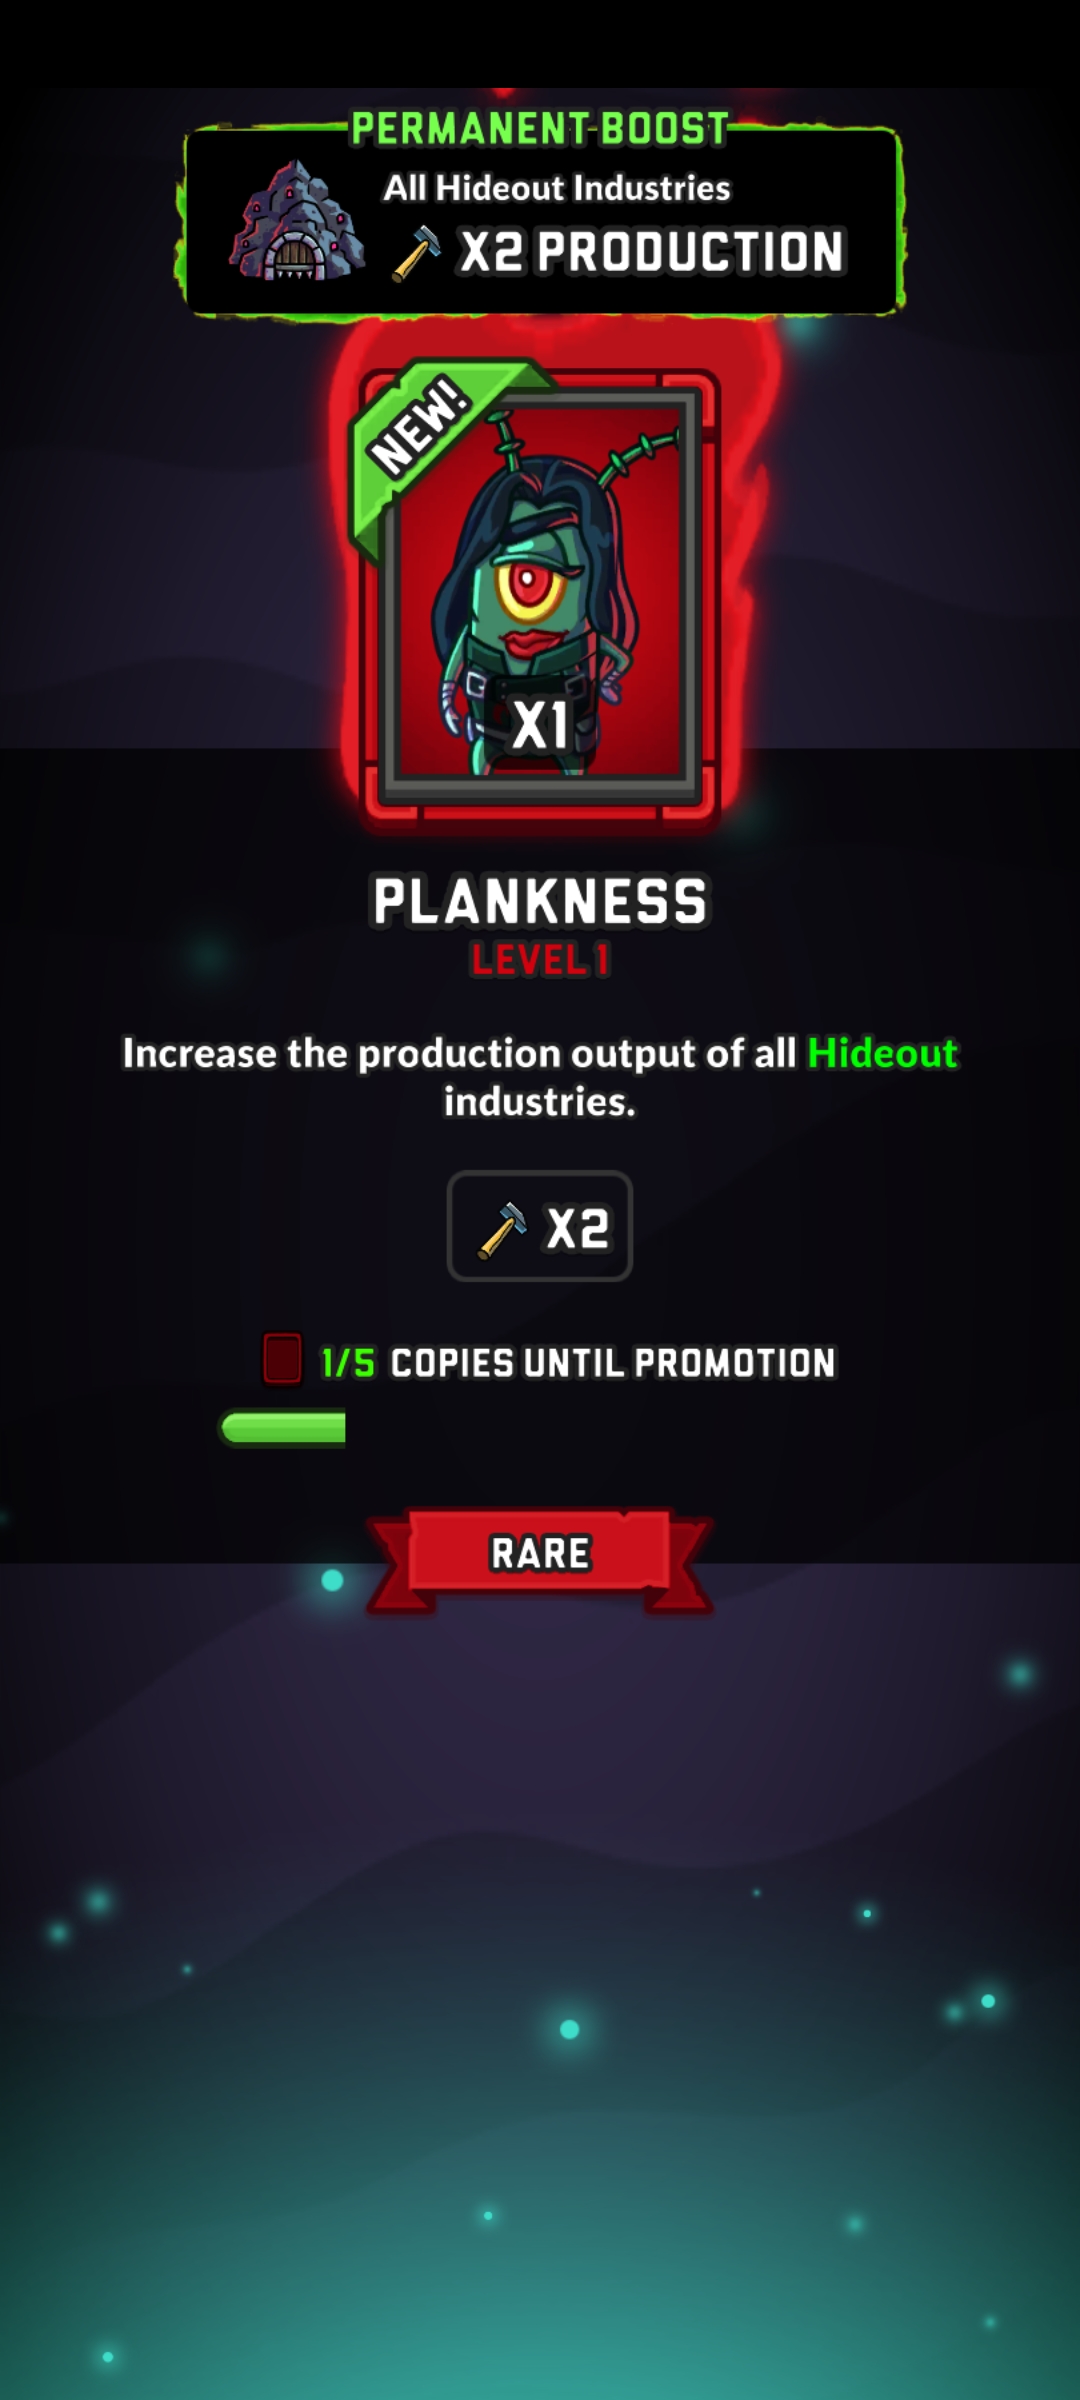 PERMANENT BOOST
All Hideout Industries
X2 PRODUCTION
NEW!
X1
PLANKNESS
LEVEL 1
Increase the production output of all Hideout
industries.
X2
1/5 COPIES UNTIL PROMOTION
RARE